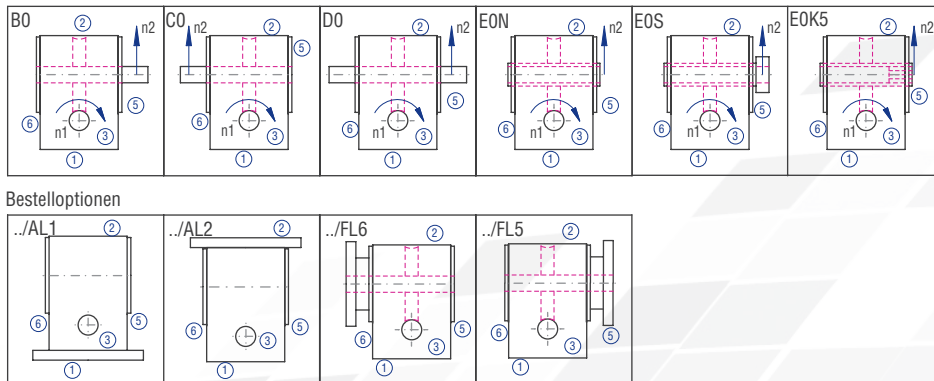 B0 C0 D0 E0N E0S E0K5
n2 n2 n2 n2 n2 n2
2 2 2 2 2 2
5 5 5 5 5 5
6 6 6 6 6 6
n1 n1 n1 n1 n1 n1
3 3 3 3 3 3
1 1 1 1 1 1
Bestelloptionen
../AL1 ../AL2 ../FL6 ../FL5
2 2 2 2
6 5 6 5 6 5 6 5
3 3 3 3
1 1 1 1